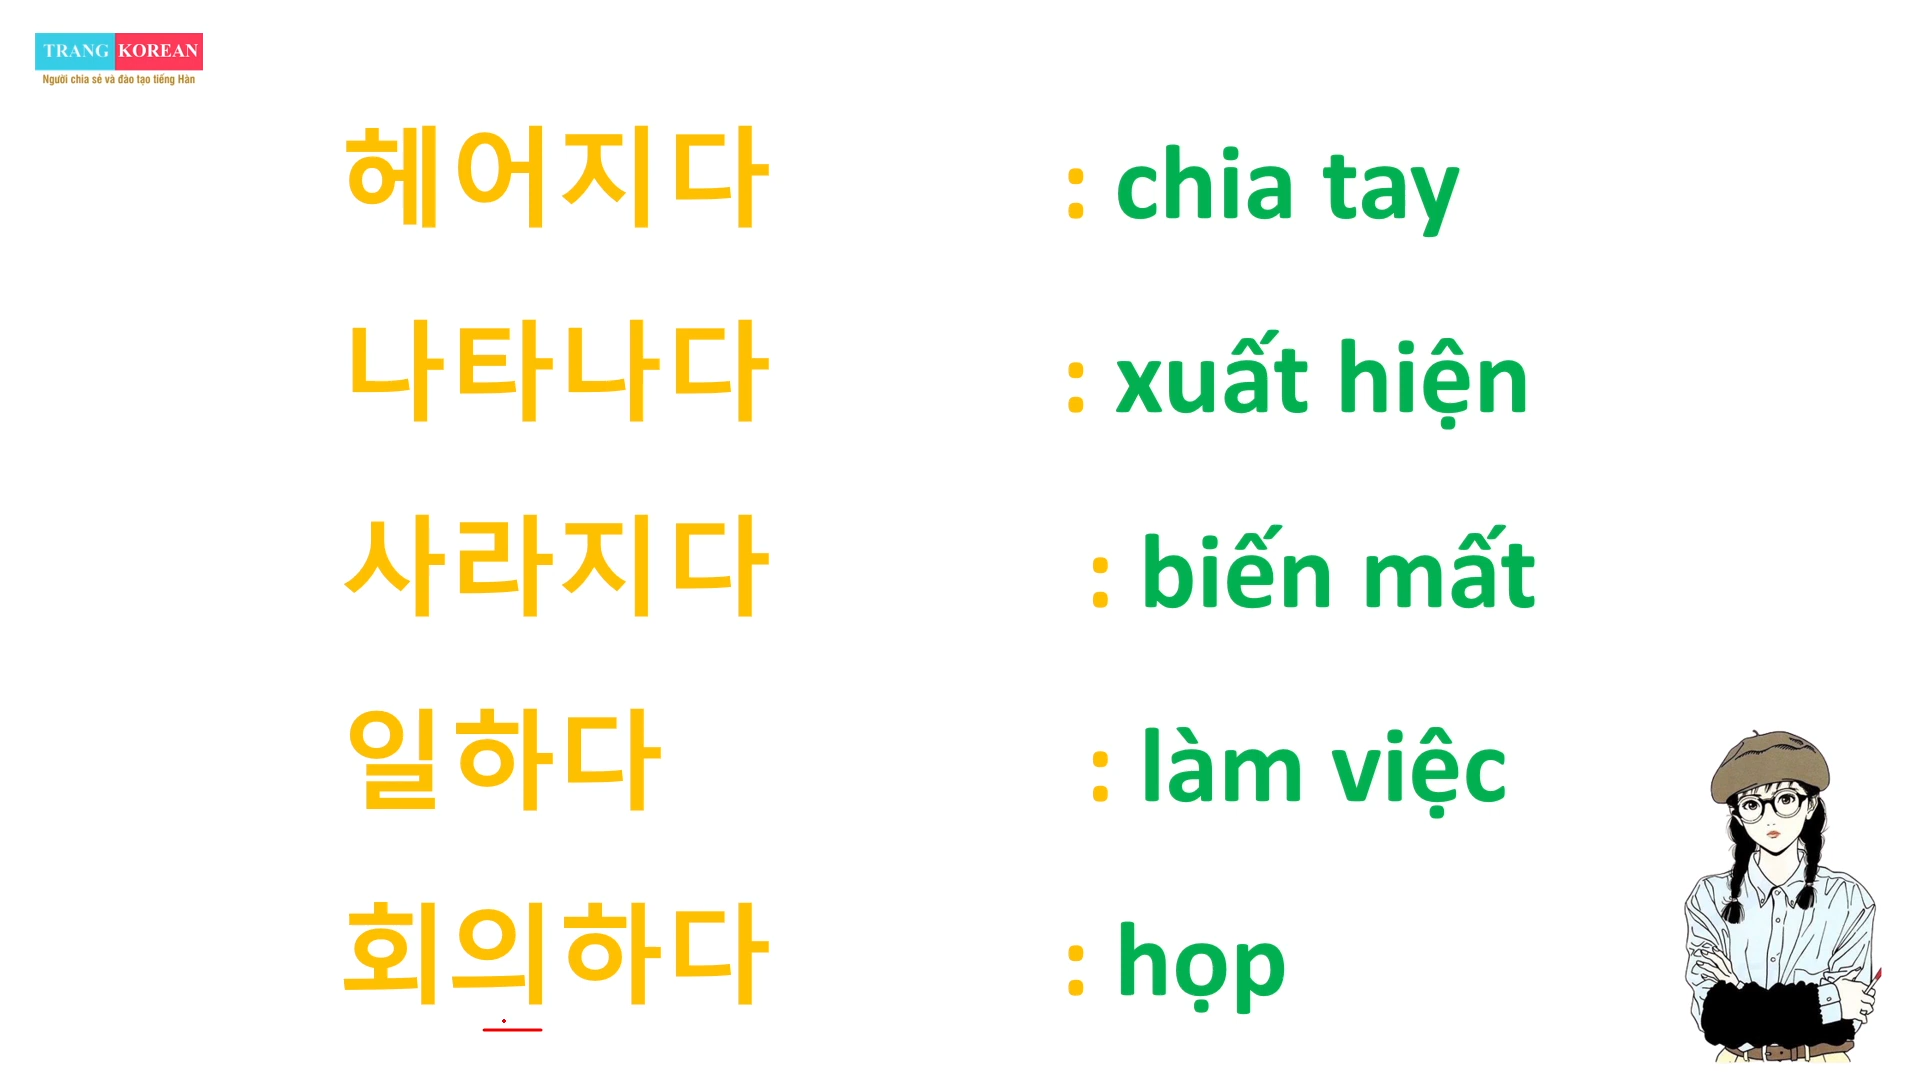 TRANG KOREAN
Người chia sẻ và đào tạo tiếng Hàn
헤어지다 : chia tay
나타나다 : xuất hiện
사라지다 : biến mất
일하다 : làm việc
회의하다 : họp